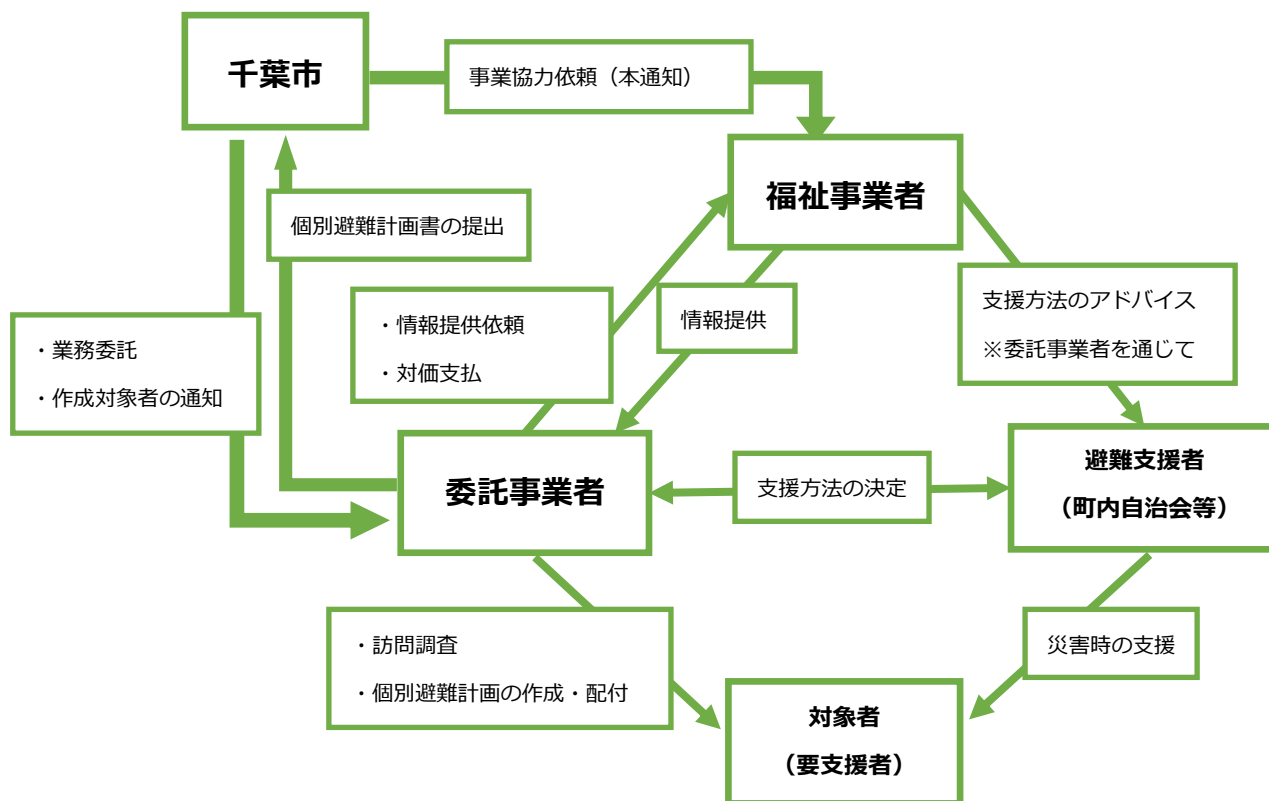 千葉市
事業協力依頼（本通知）
福祉事業者
個別避難計画書の提出
・業務委託
・作成対象者の通知
・情報提供依頼
・対価支払
情報提供
支援方法のアドバイス
※委託事業者を通じて
委託事業者
支援方法の決定
避難支援者
（町内自治会等）
・訪問調査
・個別避難計画の作成・配付
災害時の支援
対象者
（要支援者）